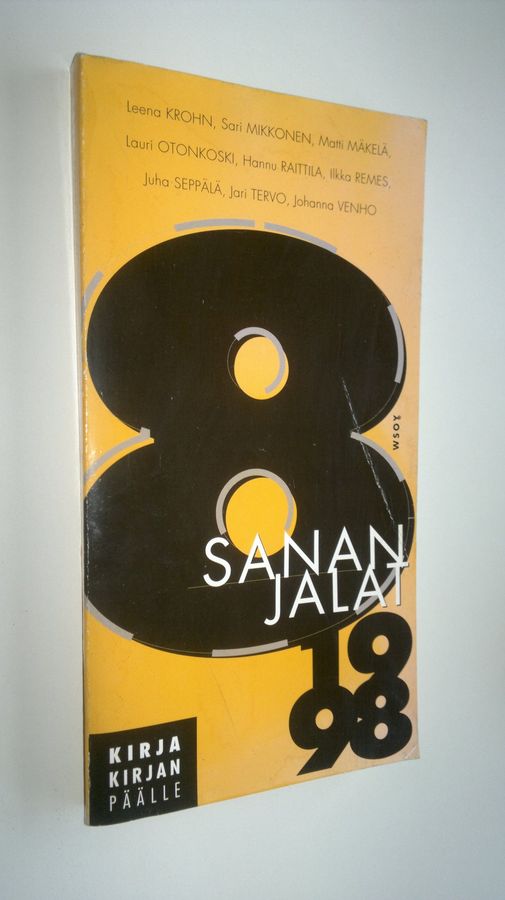 Leena KROHN, Sari MIKKONEN, Matti MÄKELÄ,
Lauri OTONKOSKI, Hannu RAITTILA, Ilkka REMES,
Juha SEPPÄLÄ, Jari TERVO, Johanna VENHO
8
WSOY
SANAN
JALAT
19
98
KIRJA
KIRJAN
PÄÄLLE